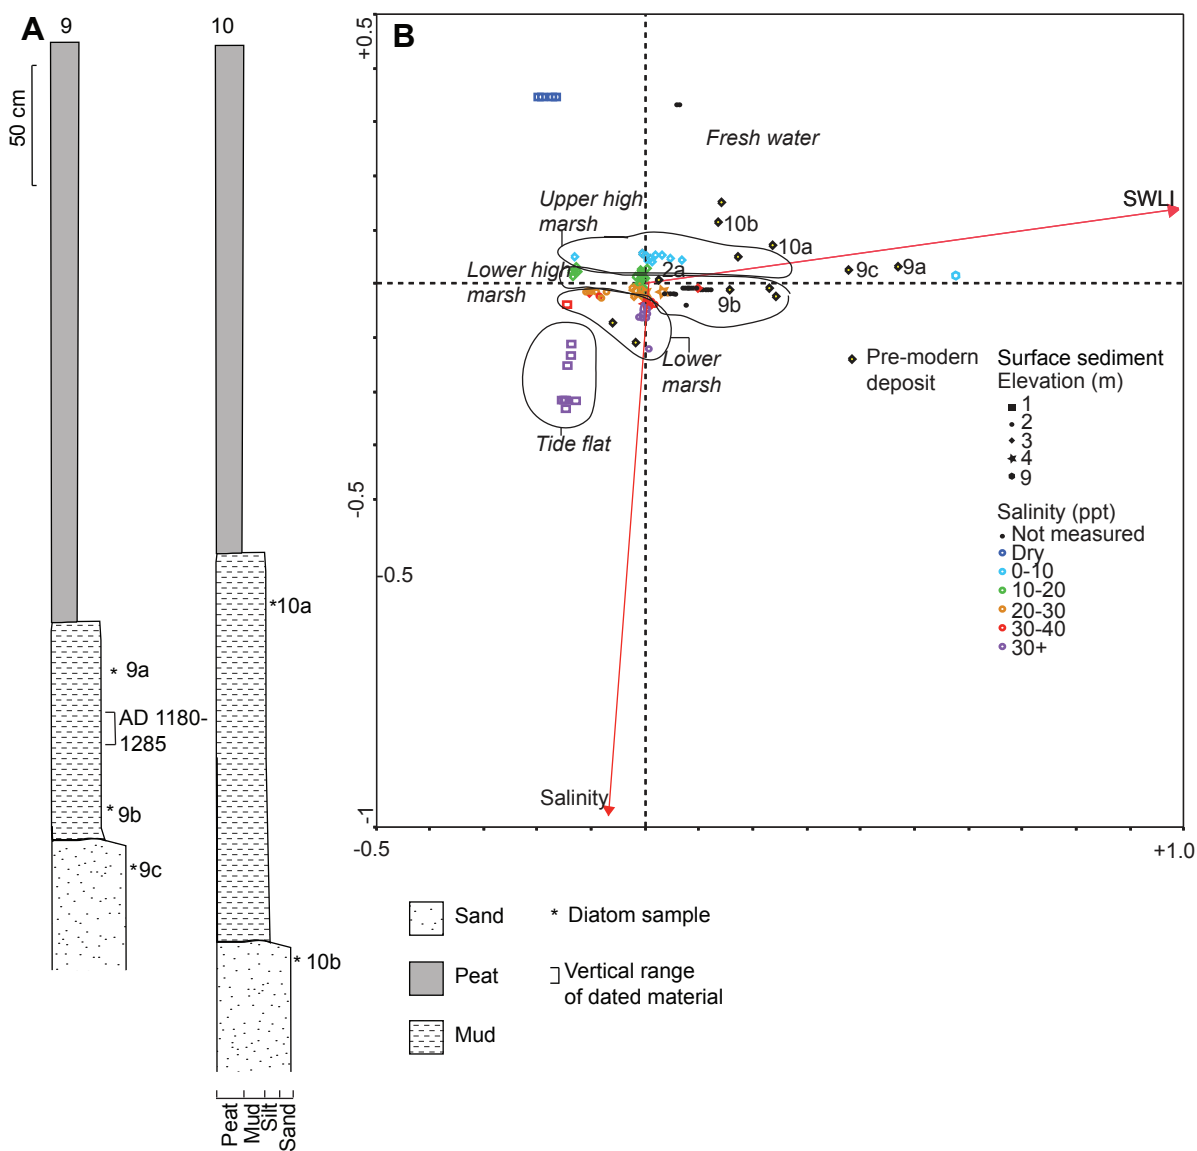 A
9
10
50 cm
*
9a
AD 1180-
1285
*
9b
*9c
*10a
*10b
Peat
Mud
Silt
Sand
B
+0.5
Fresh water
Upper high
marsh
10b
10a
SWLI
Lower high
marsh
2a
9c
9a
9b
Lower
marsh
Tide flat
Pre-modern
deposit
Surface sediment
Elevation (m)
1
2
3
4
9
Salinity (ppt)
Not measured
Dry
0-10
10-20
20-30
30-40
30+
-0.5
-0.5
Salinity
-1
-0.5
+1.0
Sand
Peat
Mud
* Diatom sample
Vertical range
of dated material